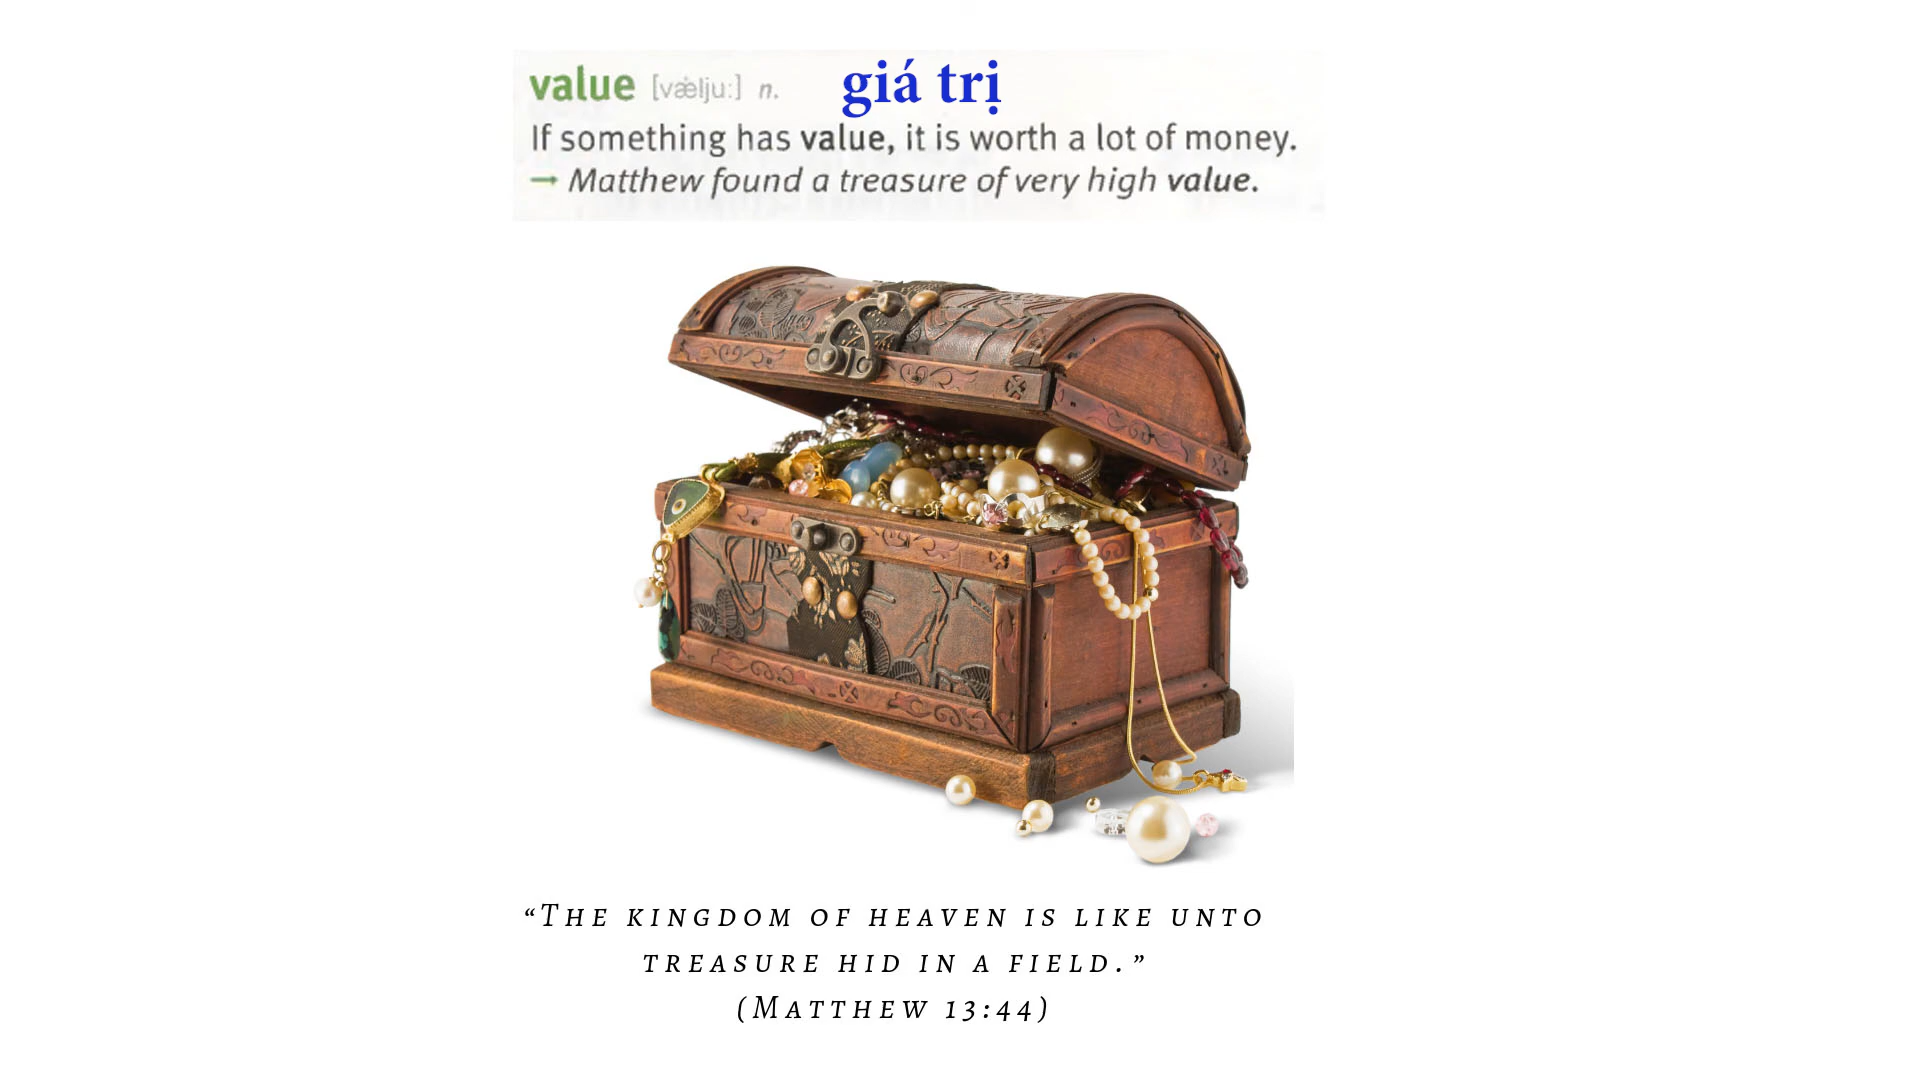 value [vǽljuː] n. giá trị
If something has value, it is worth a lot of money.
→ Matthew found a treasure of very high value.
“The kingdom of heaven is like unto
treasure hid in a field.”
(Matthew 13:44)